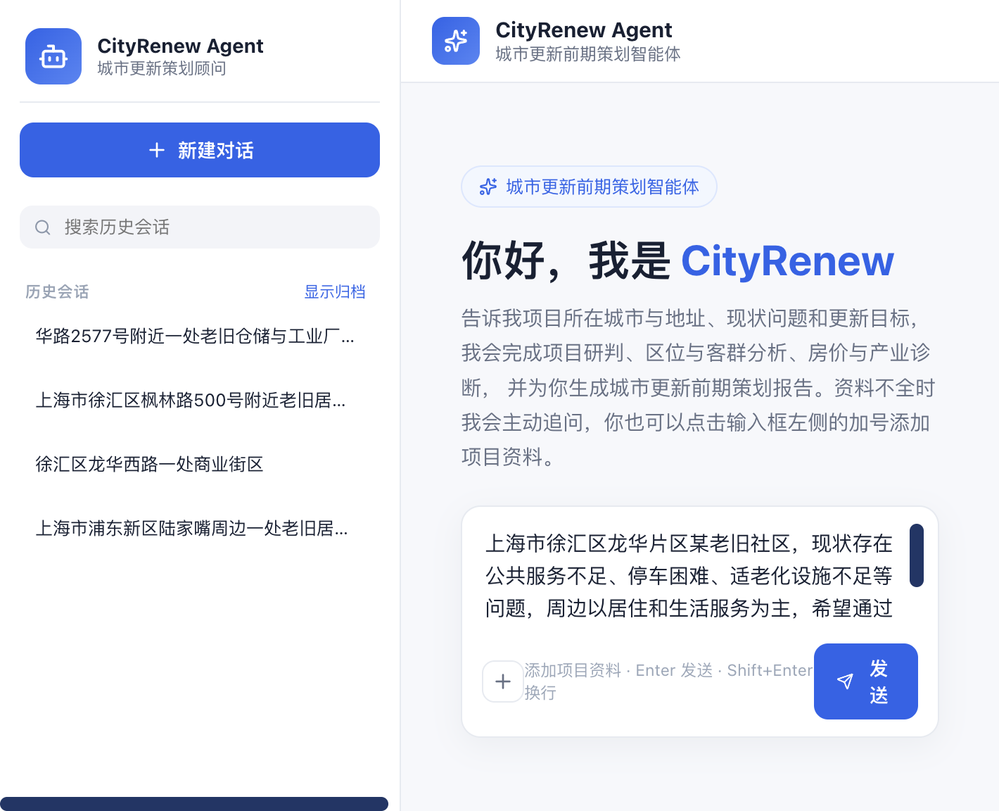 CityRenew Agent
城市更新策划顾问
新建对话
搜索历史会话
历史会话
显示归档
华路2577号附近一处老旧仓储与工业厂...
上海市徐汇区枫林路500号附近老旧居...
徐汇区龙华西路一处商业街区
上海市浦东新区陆家嘴周边一处老旧居...
CityRenew Agent
城市更新前期策划智能体
城市更新前期策划智能体
你好，我是 CityRenew
告诉我项目所在城市与地址、现状问题和更新目标，
我会完成项目研判、区位与客群分析、房价与产业诊
断， 并为你生成城市更新前期策划报告。资料不全时
我会主动追问，你也可以点击输入框左侧的加号添加
项目资料。
上海市徐汇区龙华片区某老旧社区，现状存在
公共服务不足、停车困难、适老化设施不足等
问题，周边以居住和生活服务为主，希望通过
添加项目资料 · Enter 发送 · Shift+Enter
换行
发
送